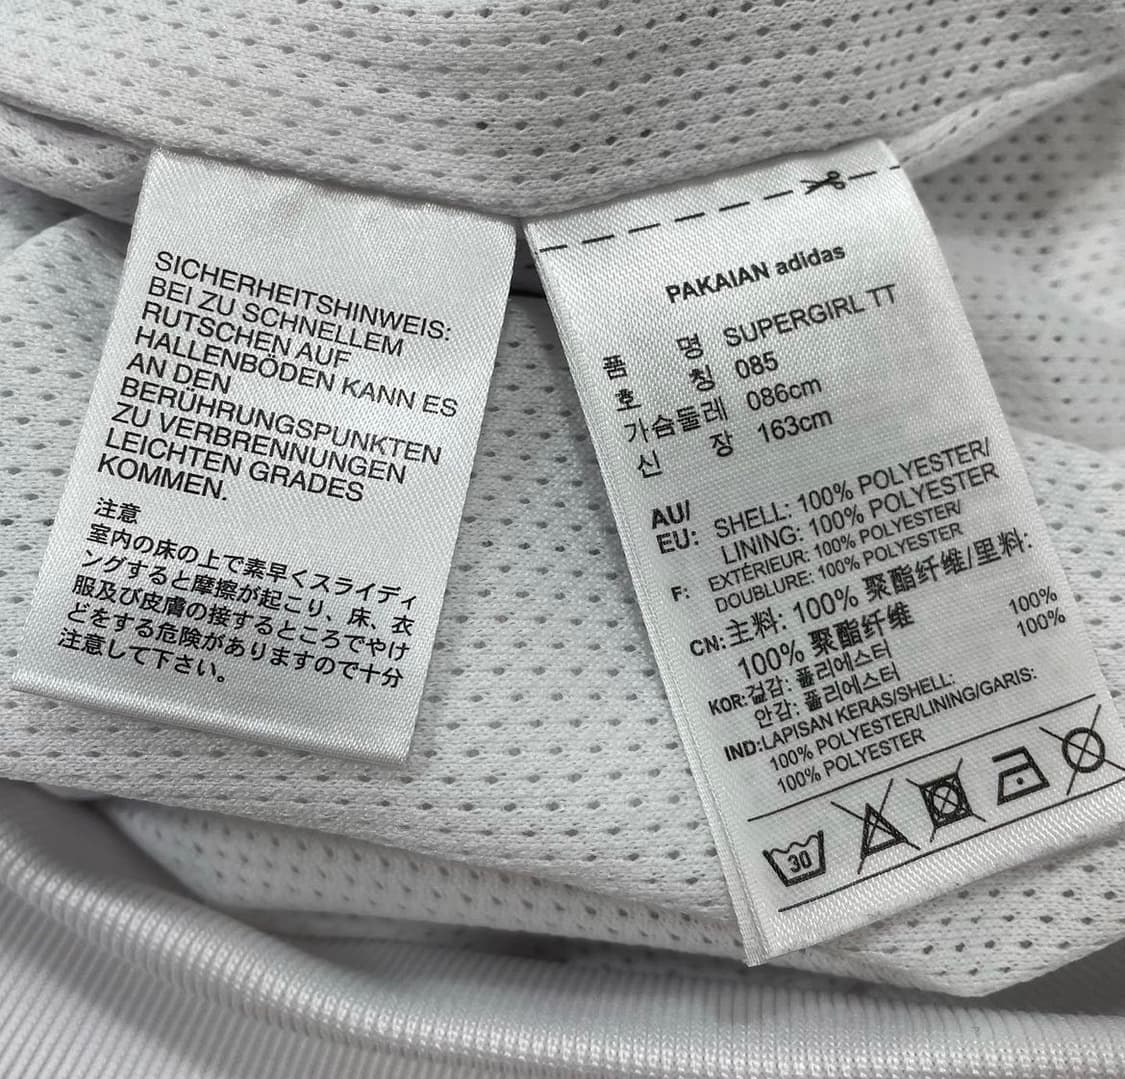 SICHERHEITSHINWEIS:
BEI ZU SCHNELLEM
RUTSCHEN AUF
HALLENBÖDEN KANN ES
AN DEN
BERÜHRUNGSPUNKTEN
ZU VERBRENNUNGEN
LEICHTEN GRADES
KOMMEN.
注意
室内の床の上で素早くスライディ
ングすると摩擦が起こり、床、衣
服及び皮膚の接するところでやけ
どをする危険がありますので十分
注意して下さい。
PAKAIAN adidas
품 명 SUPERGIRL TT
호 칭 085
가슴둘레 086cm
신 장 163cm
AU/
EU: SHELL: 100% POLYESTER/
LINING: 100% POLYESTER
F: EXTÉRIEUR: 100% POLYESTER/
DOUBLURE: 100% POLYESTER
CN: 主料: 100% 聚酯纤维/里料:
100% 聚酯纤维
KOR: 겉감: 폴리에스터 100%
안감: 폴리에스터 100%
IND: LAPISAN KERAS/SHELL:
100% POLYESTER/LINING/GARIS:
100% POLYESTER
30